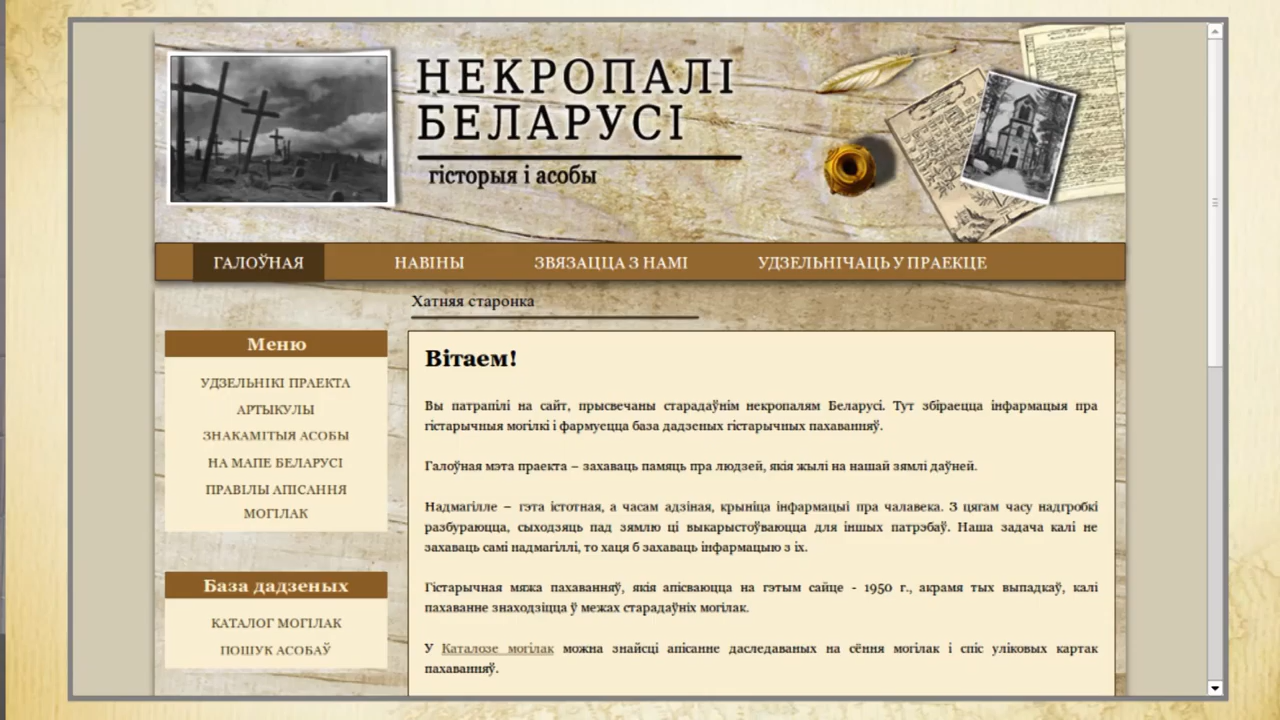 НЕКРОПАЛІ
БЕЛАРУСІ
гісторыя і асобы
ГАЛОЎНАЯ
НАВІНЫ
ЗВЯЗАЦЦА З НАМІ
УДЗЕЛЬНІЧАЦЬ У ПРАЕКЦЕ
Хатняя старонка
Меню
УДЗЕЛЬНІКІ ПРАЕКТА
АРТЫКУЛЫ
ЗНАКАМІТЫЯ АСОБЫ
НА МАПЕ БЕЛАРУСІ
ПРАВІЛЫ АПІСАННЯ
МОГІЛАК
База дадзеных
КАТАЛОГ МОГІЛАК
ПОШУК АСОБАЎ
Вітаем!
Вы патрапілі на сайт, прысвечаны старадаўнім некропалям Беларусі. Тут збіраецца інфармацыя пра
гістарычныя могілкі і фармуецца база дадзеных гістарычных пахаванняў.
Галоўная мэта праекта – захаваць памяць пра людзей, якія жылі на нашай зямлі даўней.
Надмагілле – гэта істотная, а часам адзіная, крыніца інфармацыі пра чалавека. З цягам часу надгробкі
разбураюцца, сыходзяць пад зямлю ці выкарыстоўваюцца для іншых патрэбаў. Наша задача калі не
захаваць самі надмагіллі, то хаця б захаваць інфармацыю з іх.
Гістарычная мяжа пахаванняў, якія апісваюцца на гэтым сайце - 1950 г., акрамя тых выпадкаў, калі
пахаванне знаходзіцца ў межах старадаўніх могілак.
У Каталозе могілак можна знайсці апісанне даследаваных на сёння могілак і спіс уліковых картак
пахаванняў.